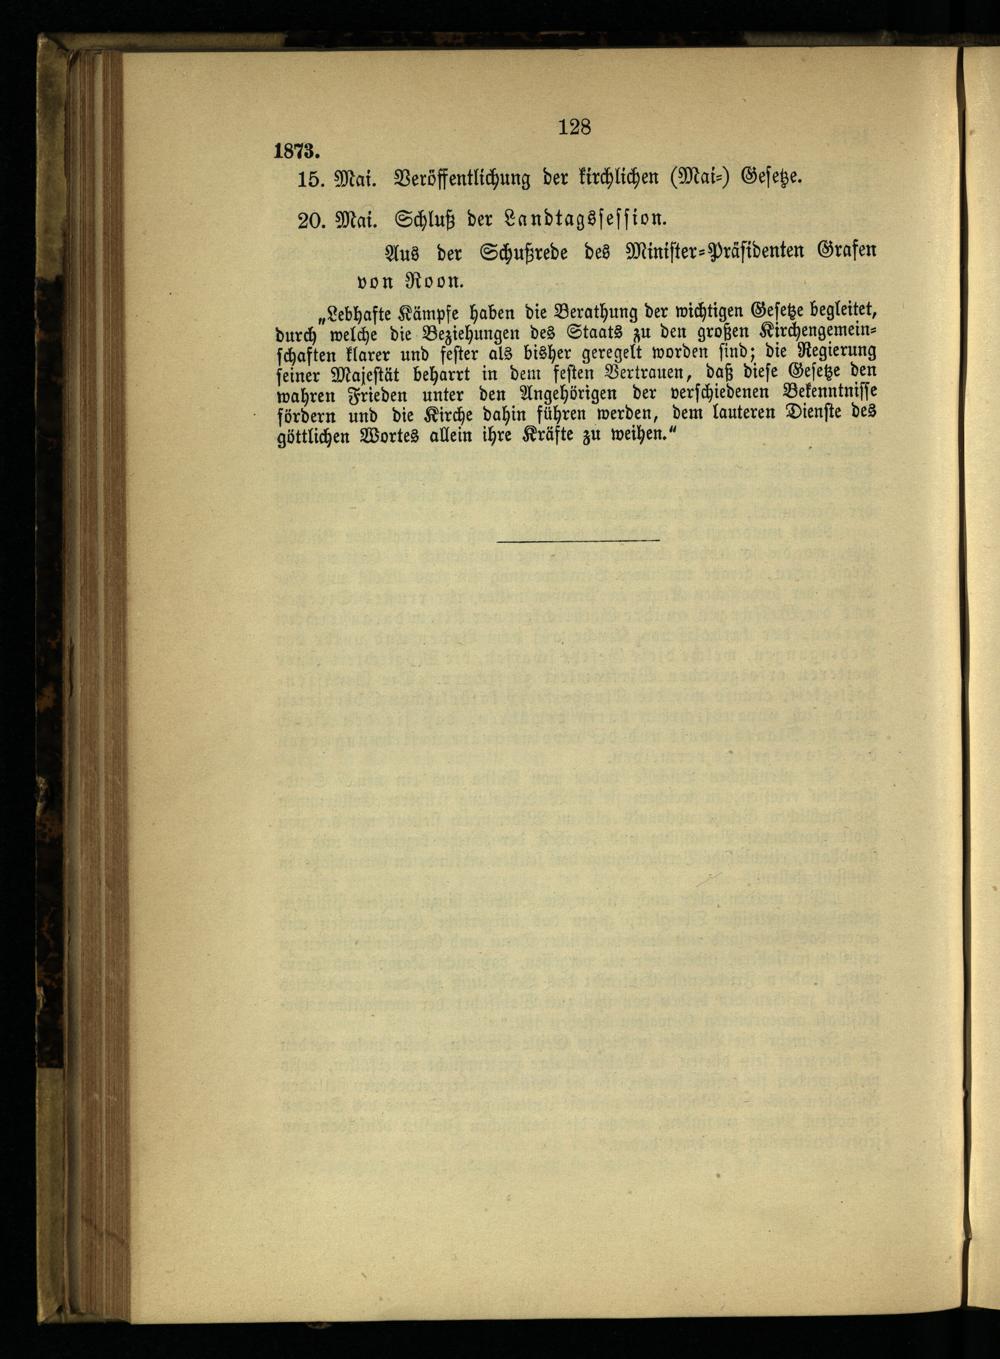 128
1873.
15. Mai. Veröffentlichung der kirchlichen (Mai-) Gesetze.
20. Mai. Schluß der Landtagssession.
Aus der Schußrede des Minister-Präsidenten Grafen
von Roon.
„Lebhafte Kämpfe haben die Berathung der wichtigen Gesetze begleitet,
durch welche die Beziehungen des Staats zu den großen Kirchengemein-
schaften klarer und fester als bisher geregelt worden sind; die Regierung
seiner Majestät beharrt in dem festen Vertrauen, daß diese Gesetze den
wahren Frieden unter den Angehörigen der verschiedenen Bekenntnisse
fördern und die Kirche dahin führen werden, dem lauteren Dienste des
göttlichen Wortes allein ihre Kräfte zu weihen.“